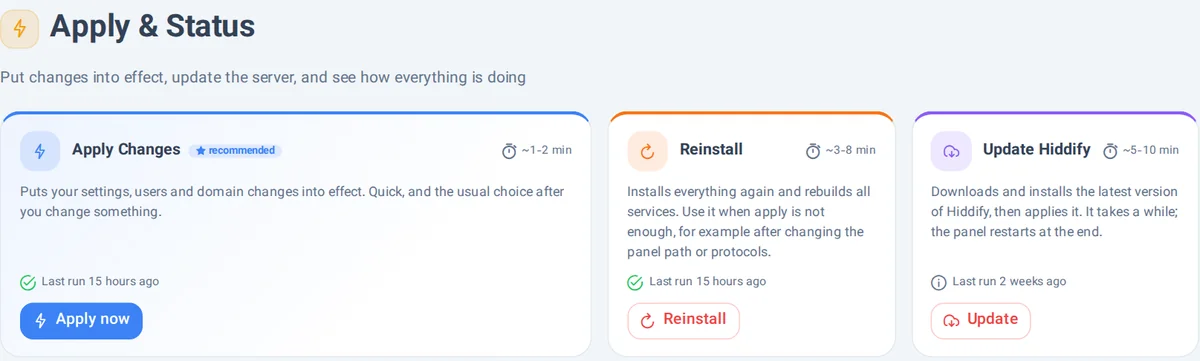 Apply & Status
Put changes into effect, update the server, and see how everything is doing
Apply Changes
recommended
~1-2 min
Puts your settings, users and domain changes into effect. Quick, and the usual choice after
you change something.
Last run 15 hours ago
Apply now
Reinstall
~3-8 min
Installs everything again and rebuilds all
services. Use it when apply is not
enough, for example after changing the
panel path or protocols.
Last run 15 hours ago
Reinstall
Update Hiddify
~5-10 min
Downloads and installs the latest version
of Hiddify, then applies it. It takes a while;
the panel restarts at the end.
Last run 2 weeks ago
Update